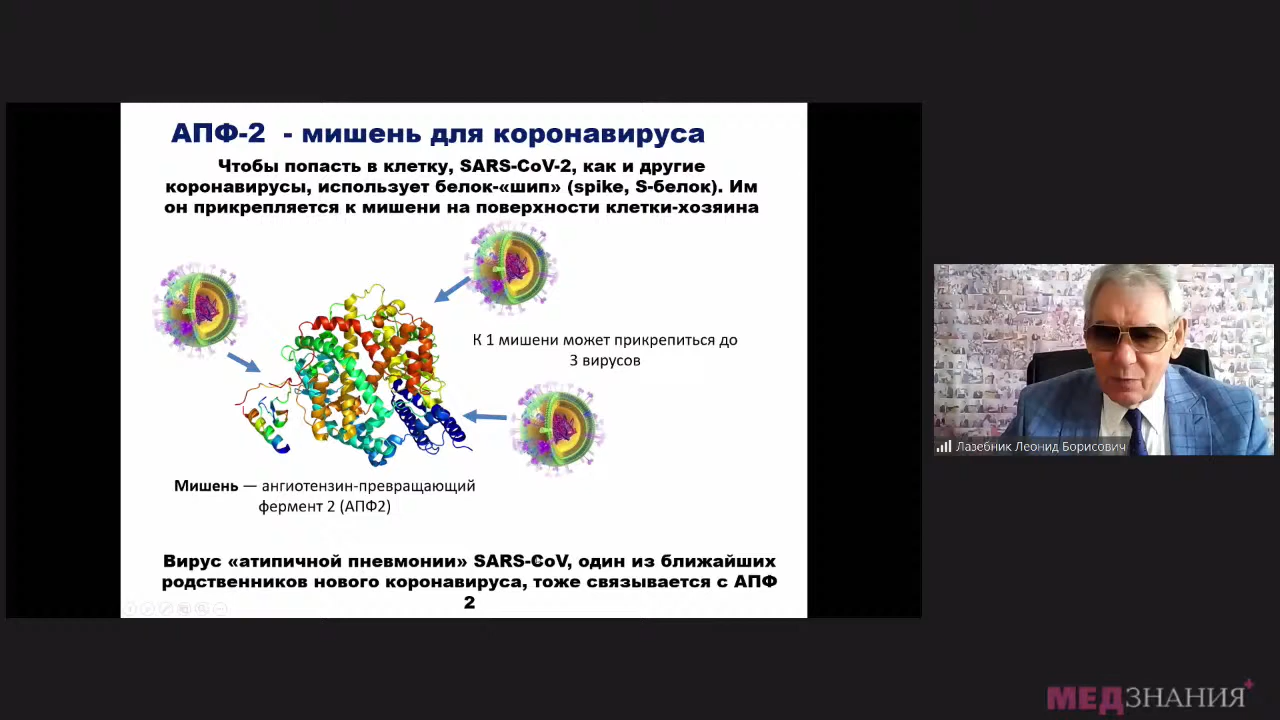 АПФ-2 - мишень для коронавируса
Чтобы попасть в клетку, SARS-CoV-2, как и другие
коронавирусы, использует белок-«шип» (spike, S-белок). Им
он прикрепляется к мишени на поверхности клетки-хозяина
К 1 мишени может прикрепиться до
3 вирусов
Мишень — ангиотензин-превращающий
фермент 2 (АПФ2)
Вирус «атипичной пневмонии» SARS-CoV, один из ближайших
родственников нового коронавируса, тоже связывается с АПФ
2
Лазебник Леонид Борисович
МЕДЗНАНИЯ+